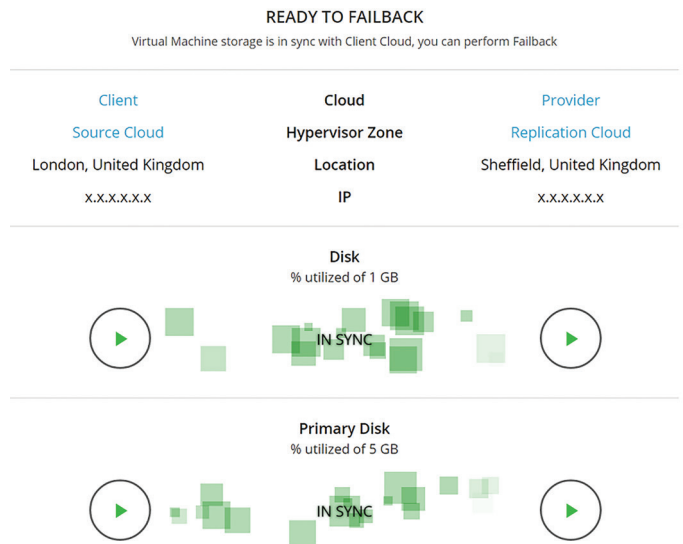 READY TO FAILBACK
Virtual Machine storage is in sync with Client Cloud, you can perform Failback
Client Cloud Provider
Source Cloud Hypervisor Zone Replication Cloud
London, United Kingdom Location Sheffield, United Kingdom
x.x.x.x.x.x IP x.x.x.x.x.x
Disk
% utilized of 1 GB
IN SYNC
Primary Disk
% utilized of 5 GB
IN SYNC